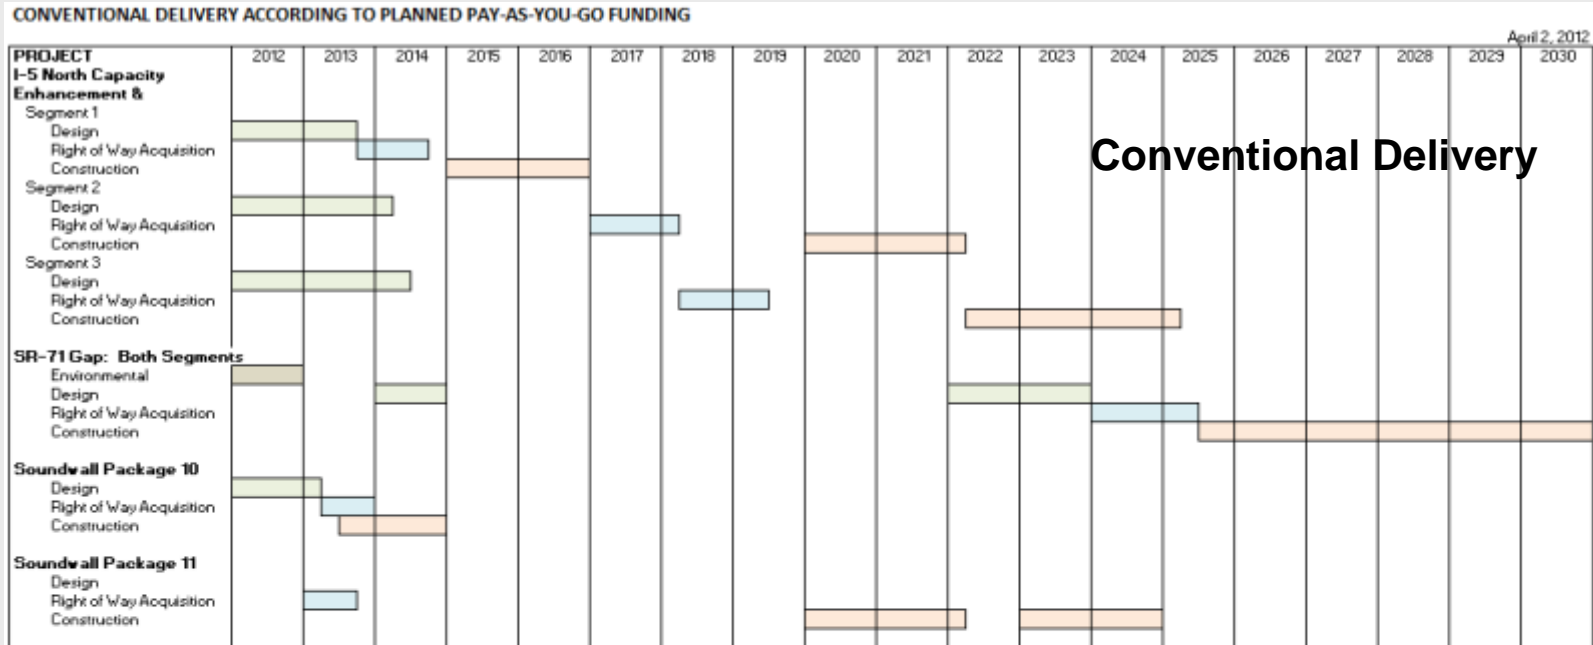 CONVENTIONAL DELIVERY ACCORDING TO PLANNED PAY-AS-YOU-GO FUNDING
April 2, 2012
PROJECT 2012 2013 2014 2015 2016 2017 2018 2019 2020 2021 2022 2023 2024 2025 2026 2027 2028 2029 2030
I-5 North Capacity
Enhancement &
Segment 1
Design
Right of Way Acquisition
Construction
Conventional Delivery
Segment 2
Design
Right of Way Acquisition
Construction
Segment 3
Design
Right of Way Acquisition
Construction
SR-71 Gap: Both Segments
Environmental
Design
Right of Way Acquisition
Construction
Soundwall Package 10
Design
Right of Way Acquisition
Construction
Soundwall Package 11
Design
Right of Way Acquisition
Construction